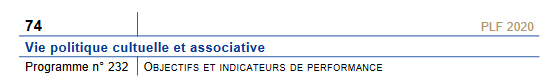 74 PLF 2020
Vie politique cultuelle et associative
Programme n° 232 OBJECTIFS ET INDICATEURS DE PERFORMANCE